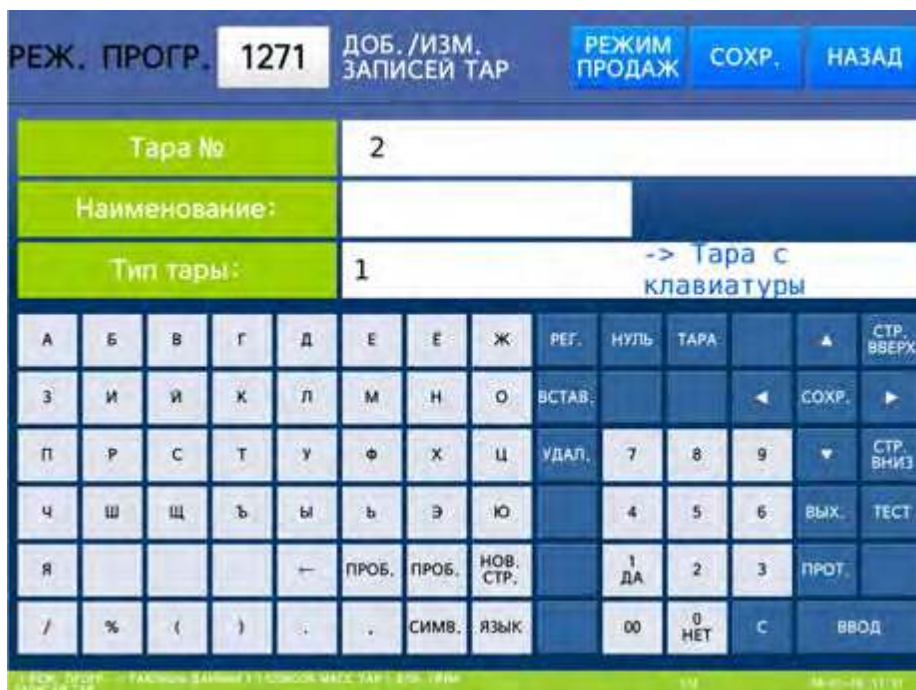 РЕЖ. ПРОГР. 1271 ДОБ./ИЗМ. РЕЖИМ СОХР. НАЗАД
ЗАПИСЕЙ ТАР ПРОДАЖ
Тара № 2
Наименование:
Тип тары: 1 -> Тара с
клавиатуры
А Б В Г Д Е Ё Ж РЕГ. НУЛЬ ТАРА ▲ СТР.
ВВЕРХ
З И Й К Л М Н О ВСТАВ. ◄ СОХР. ►
П Р С Т У Ф Х Ц УДАЛ. 7 8 9 ▼ СТР.
ВНИЗ
Ч Ш Щ Ъ Ы Ь Э Ю 4 5 6 ВЫХ. ТЕСТ
Я ← ПРОБ. ПРОБ. НОВ. 1 2 3 ПРОТ.
СТР. ДА
/ % ( ) . , СИМВ. ЯЗЫК 00 0 С ВВОД
НЕТ